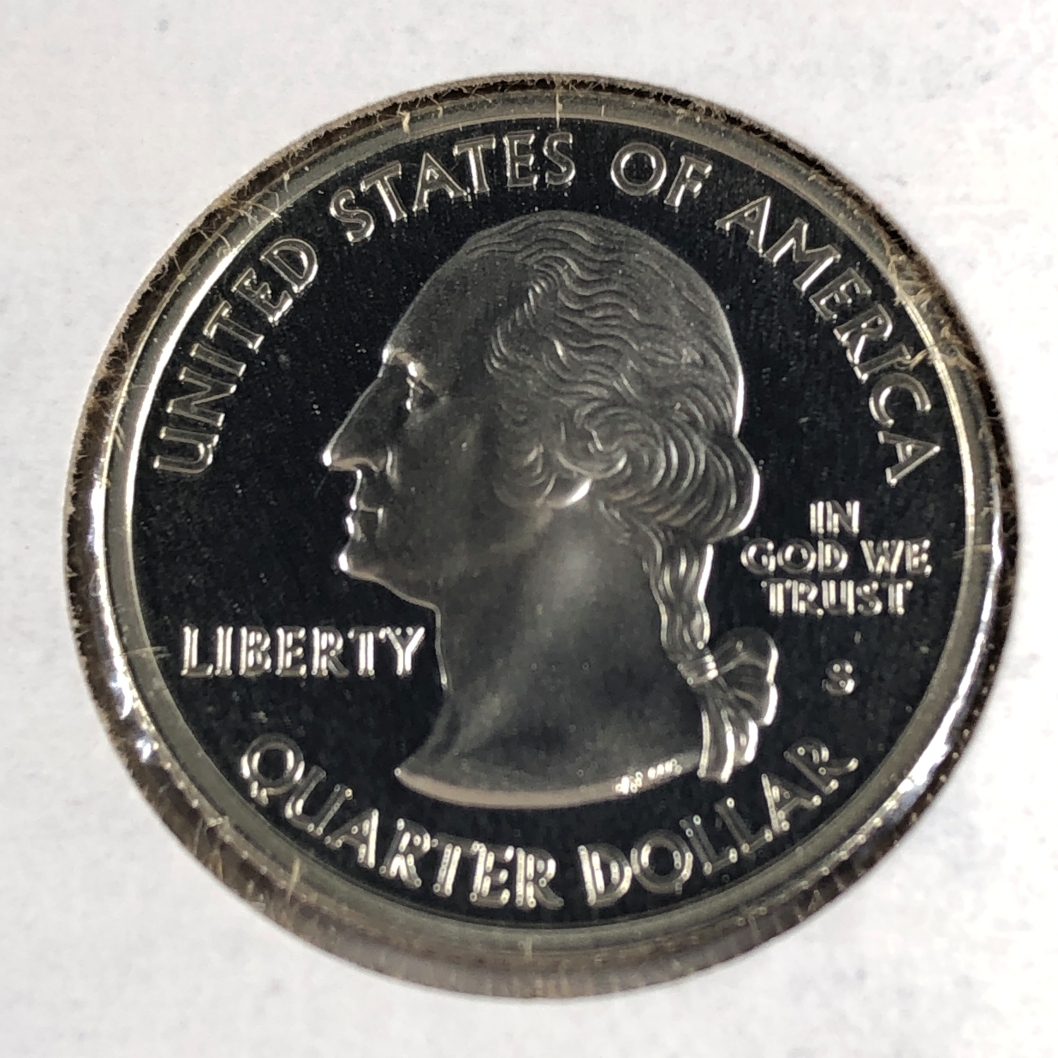 UNITED STATES OF AMERICA
LIBERTY
IN
GOD WE
TRUST
S
QUARTER DOLLAR